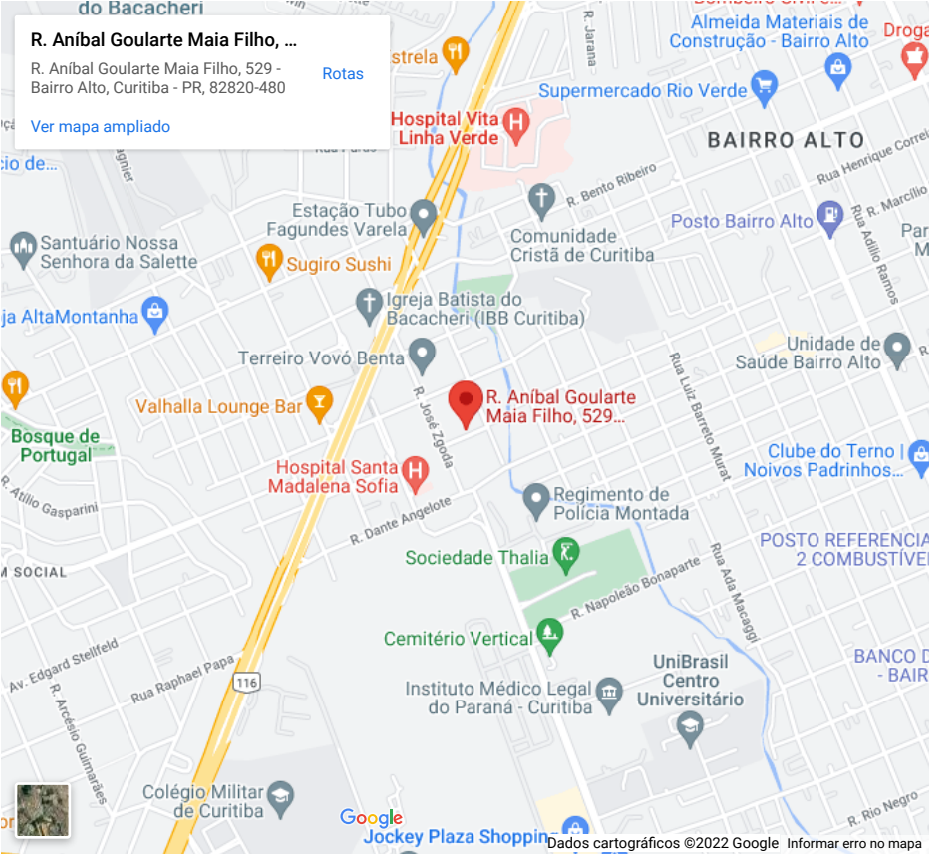 do Bacacheri
R. Aníbal Goularte Maia Filho, ...
R. Aníbal Goularte Maia Filho, 529 -
Bairro Alto, Curitiba - PR, 82820-480
Rotas
Ver mapa ampliado
strela
R. Jarana
Almeida Materiais de
Construção - Bairro Alto
Droga
Supermercado Rio Verde
Hospital Vita
Linha Verde
BAIRRO ALTO
cio de...
R. Bento Ribeiro
Rua Henrique Correi
R. Marcílio
Estação Tubo
Fagundes Varela
Posto Bairro Alto
Rua Adílio Ramos
Par
M
Comunidade
Cristã de Curitiba
Santuário Nossa
Senhora da Salette
Sugiro Sushi
Igreja Batista do
Bacacheri (IBB Curitiba)
ja AltaMontanha
Terreiro Vovó Benta
Unidade de
Saúde Bairro Alto
Rua Luiz Barreto Murat
R. José Zgoda
R. Aníbal Goularte
Maia Filho, 529...
Valhalla Lounge Bar
Bosque de
Portugal
Clube do Terno |
Noivos Padrinhos...
Hospital Santa
Madalena Sofia
R. Atílio Gasparini
R. Dante Angelote
Regimento de
Polícia Montada
POSTO REFERENCIA
2 COMBUSTÍVE
Sociedade Thalia
M SOCIAL
R. Napoleão Bonaparte
Rua Ada Macaggi
Cemitério Vertical
Av. Edgard Stellfeld
Rua Raphael Papa
116
UniBrasil
Centro
Universitário
BANCO D
- BAIR
Instituto Médico Legal
do Paraná - Curitiba
R. Arcésio Guimarães
Colégio Militar
de Curitiba
R. Rio Negro
Google
Jockey Plaza Shopping
Dados cartográficos ©2022 Google
Informar erro no mapa